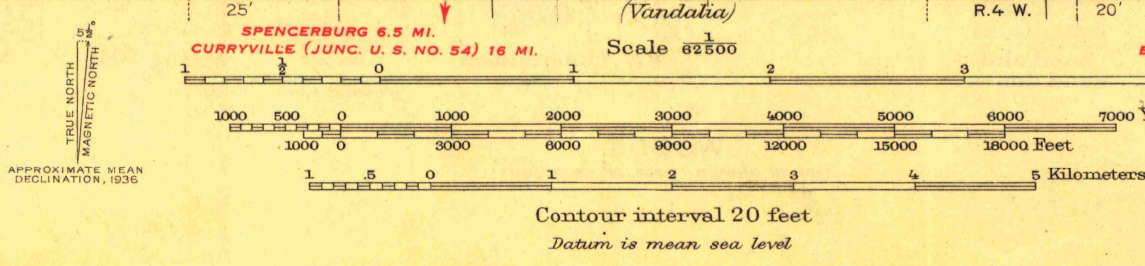 25'
(Vandalia)
R.4 W.
20'
SPENCERBURG 6.5 MI.
CURRYVILLE (JUNC. U. S. NO. 54) 16 MI.
Scale 1/62500
1 1/2 0 1 2 3
TRUE NORTH
MAGNETIC NORTH
APPROXIMATE MEAN
DECLINATION, 1936
1000 500 0 1000 2000 3000 4000 5000 6000 7000
1000 0 3000 6000 9000 12000 15000 18000 Feet
1 .5 0 1 2 3 4 5 Kilometers
Contour interval 20 feet
Datum is mean sea level